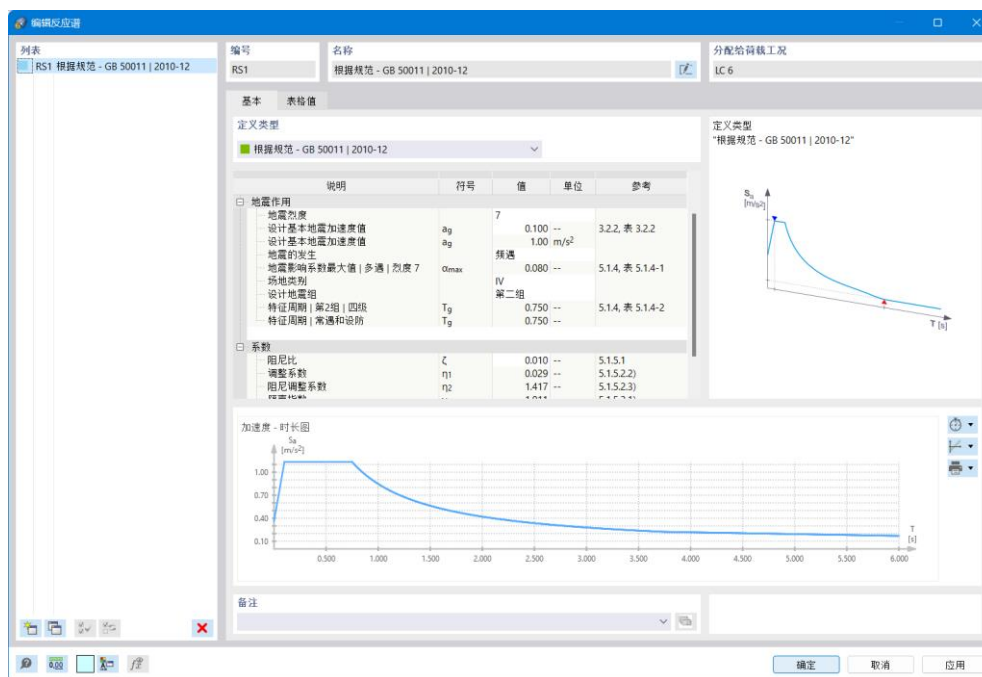 编辑反应谱
列表
RS1 根据规范 - GB 50011 | 2010-12
编号
RS1
名称
根据规范 - GB 50011 | 2010-12
分配给荷载工况
LC 6
基本 表格值
定义类型
根据规范 - GB 50011 | 2010-12
说明 符号 值 单位 参考
地震作用
地震烈度 7
设计基本地震加速度值 ag 0.100 -- 3.2.2, 表 3.2.2
设计基本地震加速度值 ag 1.00 m/s²
地震的发生 频遇
地震影响系数最大值 | 多遇 | 烈度 7 αmax 0.080 -- 5.1.4, 表 5.1.4-1
场地类别 IV
设计地震组 第二组
特征周期 | 第2组 | 四级 Tg 0.750 -- 5.1.4, 表 5.1.4-2
特征周期 | 常遇和设防 Tg 0.750 --
系数
阻尼比 ζ 0.010 -- 5.1.5.1
调整系数 η1 0.029 -- 5.1.5.2.2)
阻尼调整系数 η2 1.417 -- 5.1.5.2.3)
定义类型
"根据规范 - GB 50011 | 2010-12"
Sa
[m/s²]
T [s]
加速度 - 时长图
Sa
[m/s²]
1.00
0.70
0.40
0.10
T
[s]
0.500 1.000 1.500 2.000 2.500 3.000 3.500 4.000 4.500 5.000 5.500 6.000
备注
0.00
确定 取消 应用